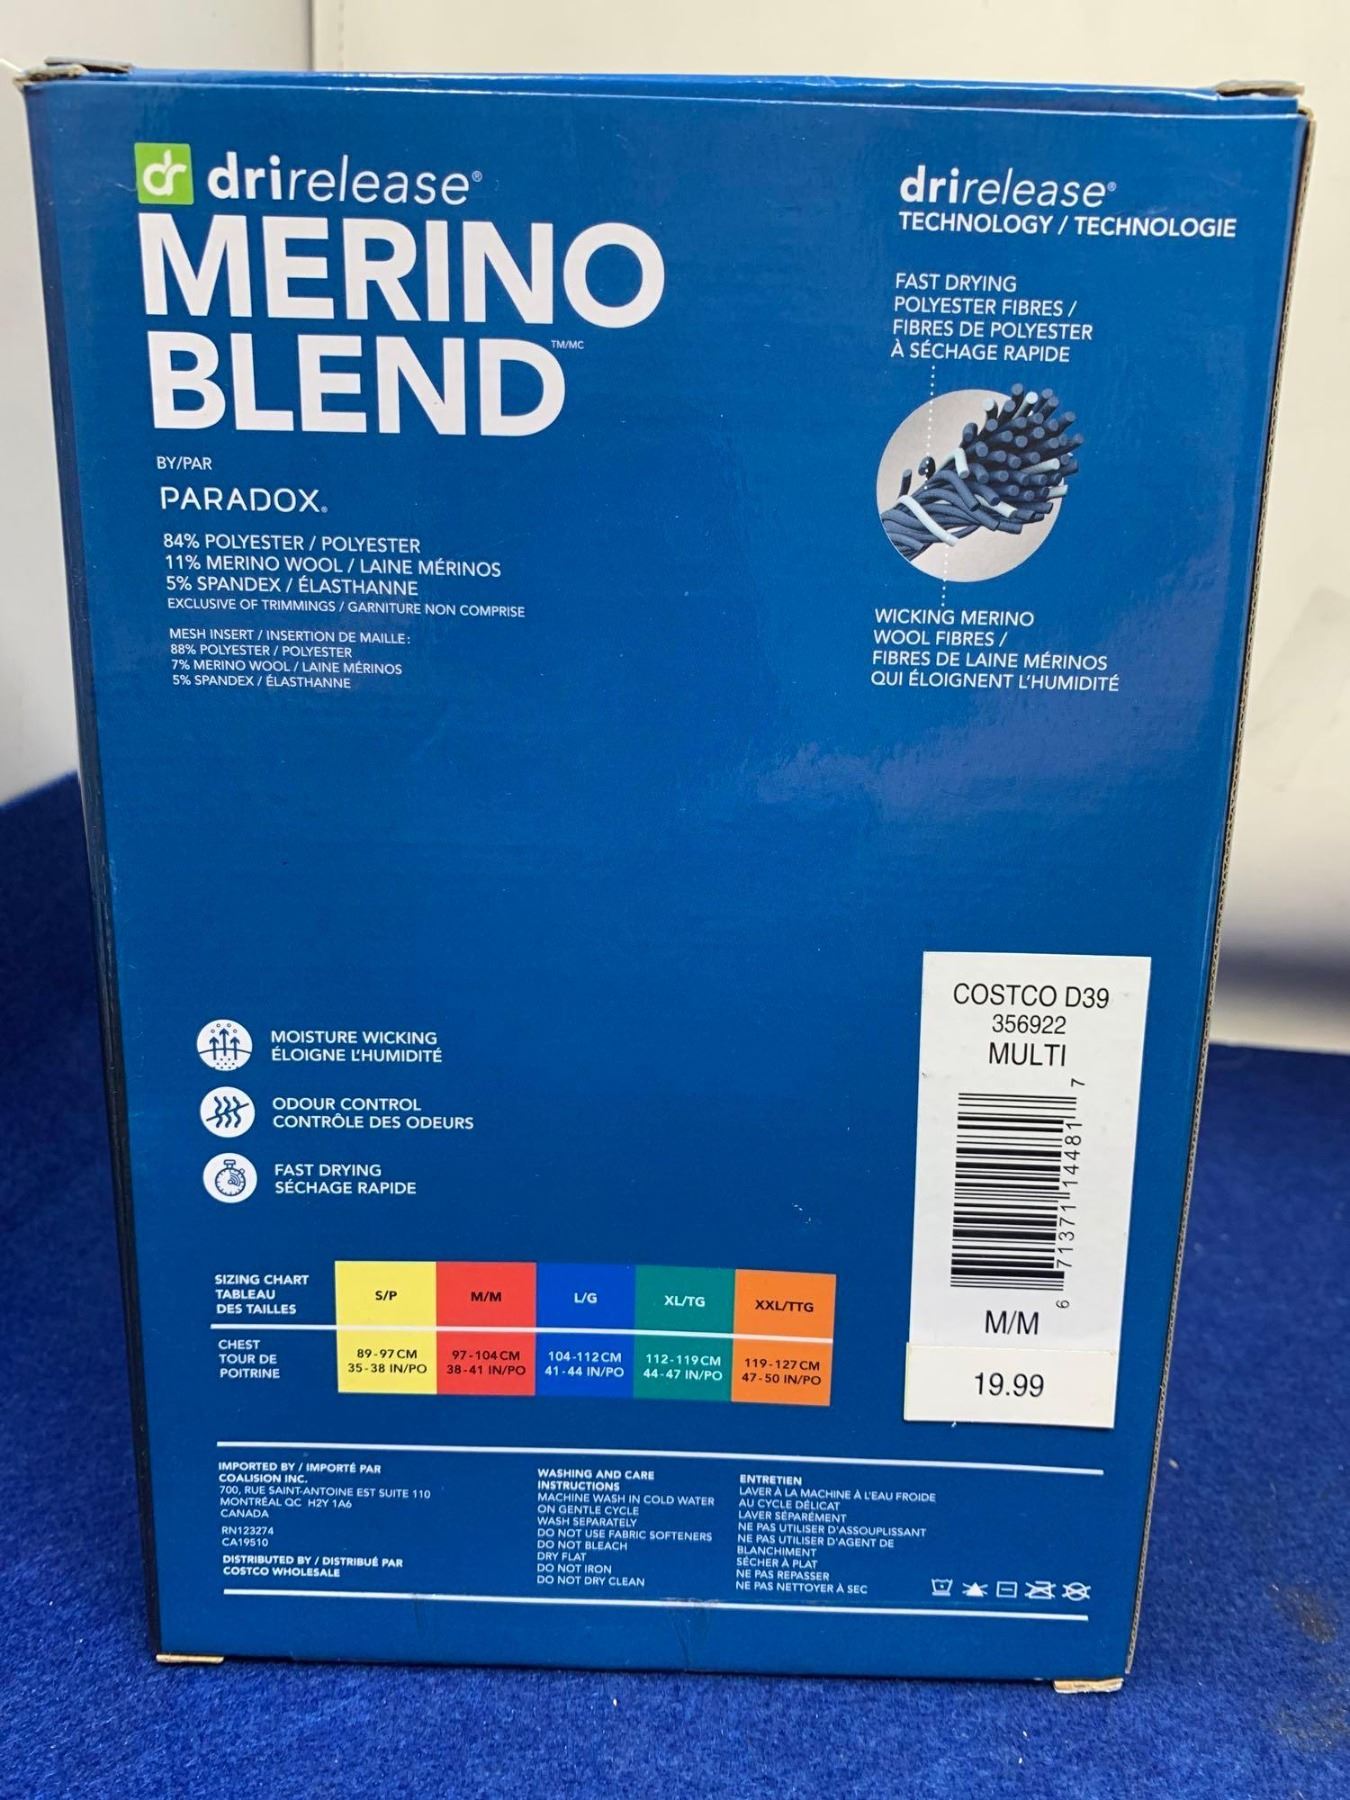 dr drirelease®
MERINO
BLEND TM/MC
BY/PAR
PARADOX®
84% POLYESTER / POLYESTER
11% MERINO WOOL / LAINE MÉRINOS
5% SPANDEX / ÉLASTHANNE
EXCLUSIVE OF TRIMMINGS / GARNITURE NON COMPRISE
MESH INSERT / INSERTION DE MAILLE:
88% POLYESTER / POLYESTER
7% MERINO WOOL / LAINE MÉRINOS
5% SPANDEX / ÉLASTHANNE
drirelease®
TECHNOLOGY / TECHNOLOGIE
FAST DRYING
POLYESTER FIBRES /
FIBRES DE POLYESTER
À SÉCHAGE RAPIDE
WICKING MERINO
WOOL FIBRES /
FIBRES DE LAINE MÉRINOS
QUI ÉLOIGNENT L'HUMIDITÉ
MOISTURE WICKING
ÉLOIGNE L'HUMIDITÉ
ODOUR CONTROL
CONTRÔLE DES ODEURS
FAST DRYING
SÉCHAGE RAPIDE
COSTCO D39
356922
MULTI
6 71371 14481 7
M/M
19.99
SIZING CHART
TABLEAU
DES TAILLES
S/P M/M L/G XL/TG XXL/TTG
CHEST
TOUR DE
POITRINE
89-97 CM 97-104 CM 104-112 CM 112-119 CM 119-127 CM
35-38 IN/PO 38-41 IN/PO 41-44 IN/PO 44-47 IN/PO 47-50 IN/PO
IMPORTED BY / IMPORTÉ PAR
COALISION INC.
700, RUE SAINT-ANTOINE EST SUITE 110
MONTRÉAL QC H2Y 1A6
CANADA
RN123274
CA19510
DISTRIBUTED BY / DISTRIBUÉ PAR
COSTCO WHOLESALE
WASHING AND CARE
INSTRUCTIONS
MACHINE WASH IN COLD WATER
ON GENTLE CYCLE
WASH SEPARATELY
DO NOT USE FABRIC SOFTENERS
DO NOT BLEACH
DRY FLAT
DO NOT IRON
DO NOT DRY CLEAN
ENTRETIEN
LAVER À LA MACHINE À L'EAU FROIDE
AU CYCLE DÉLICAT
LAVER SÉPARÉMENT
NE PAS UTILISER D'ASSOUPLISSANT
NE PAS UTILISER D'AGENT DE
BLANCHIMENT
SÉCHER À PLAT
NE PAS REPASSER
NE PAS NETTOYER À SEC